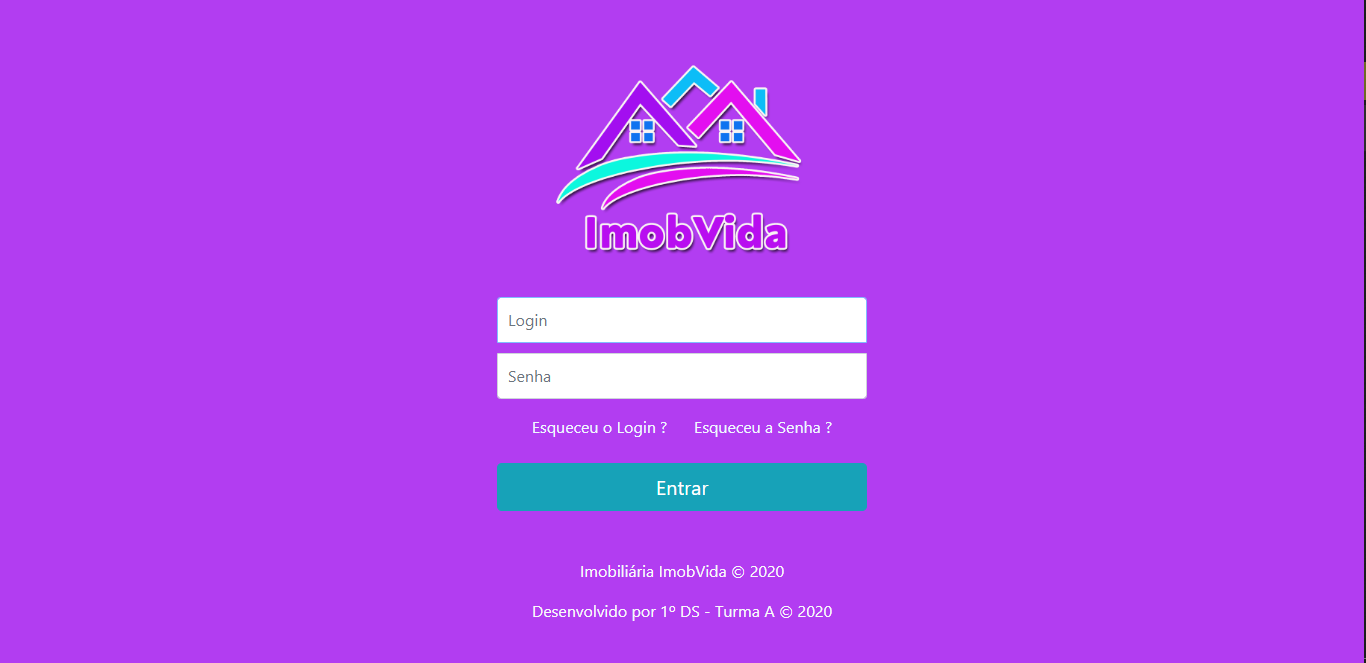 ImobVida
Login
Senha
Esqueceu o Login ? Esqueceu a Senha ?
Entrar
Imobiliária ImobVida © 2020
Desenvolvido por 1º DS - Turma A © 2020